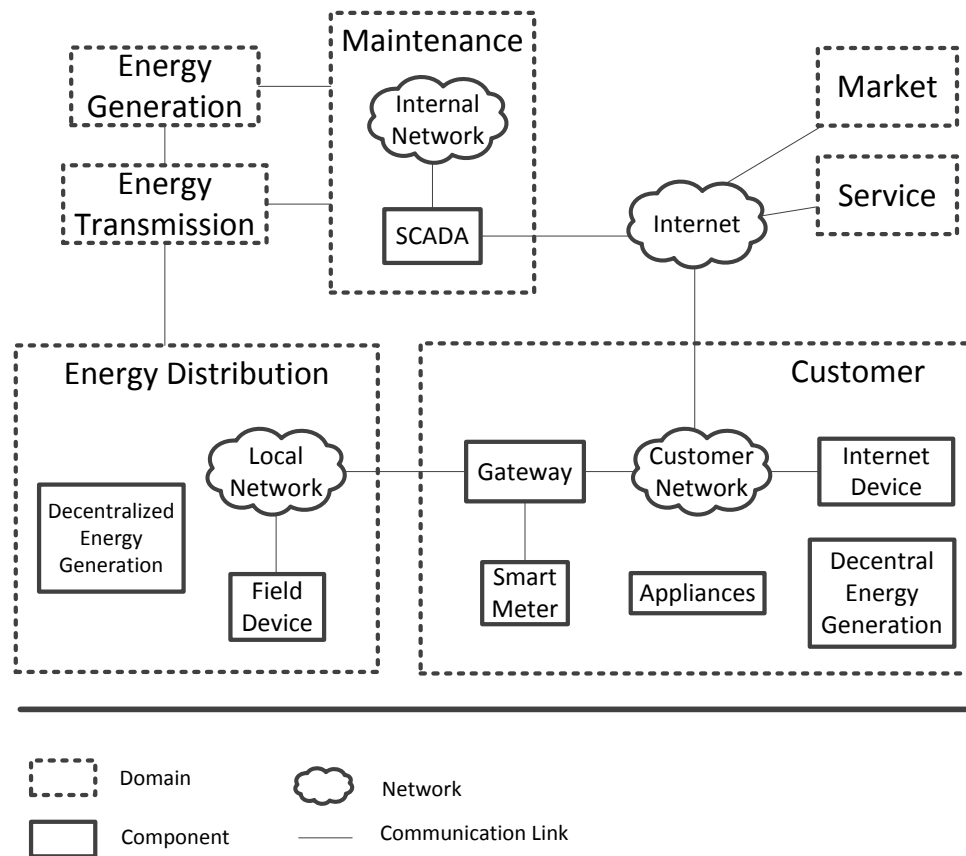 Energy
Generation
Energy
Transmission
Maintenance
Internal
Network
SCADA
Internet
Market
Service
Energy Distribution
Local
Network
Decentralized
Energy
Generation
Field
Device
Customer
Gateway
Customer
Network
Internet
Device
Smart
Meter
Appliances
Decentral
Energy
Generation
Domain
Network
Component
Communication Link